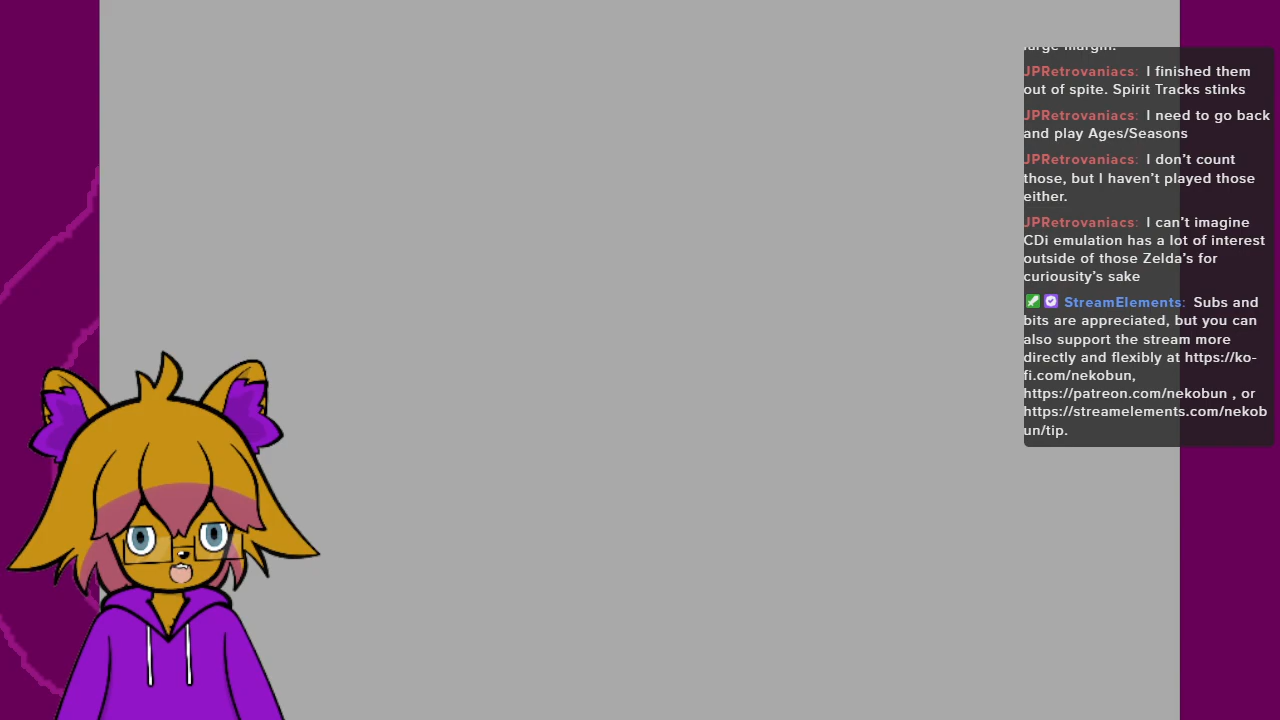 large margin.
JPRetrovaniacs: I finished them
out of spite. Spirit Tracks stinks
JPRetrovaniacs: I need to go back
and play Ages/Seasons
JPRetrovaniacs: I don't count
those, but I haven't played those
either.
JPRetrovaniacs: I can't imagine
CDi emulation has a lot of interest
outside of those Zelda's for
curiousity's sake
StreamElements: Subs and
bits are appreciated, but you can
also support the stream more
directly and flexibly at https://ko-
fi.com/nekobun,
https://patreon.com/nekobun , or
https://streamelements.com/nekob
un/tip.